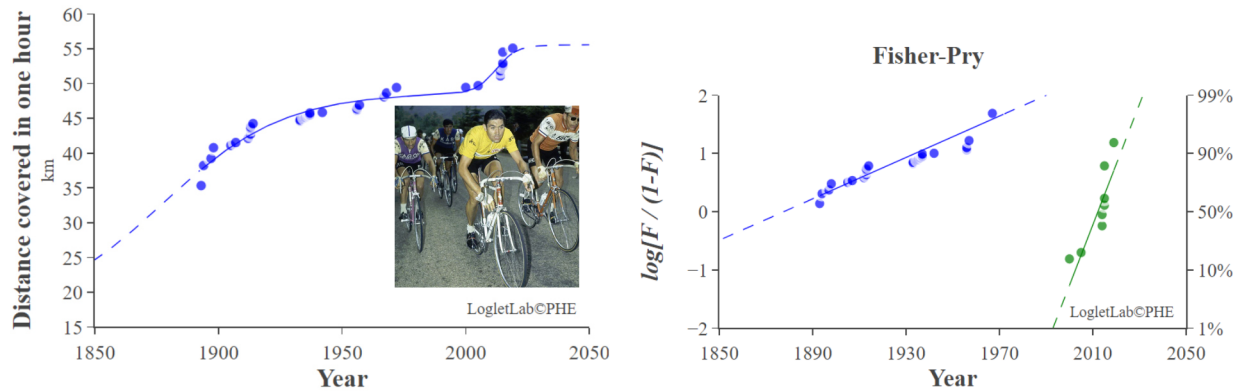 60
55
50
45
40
35
30
25
20
15
Distance covered in one hour
km
LogletLab©PHE
1850 1900 1950 2000 2050
Year
Fisher-Pry
2
1
0
−1
−2
log[F / (1-F)]
99%
90%
50%
10%
1%
LogletLab©PHE
1850 1890 1930 1970 2010 2050
Year